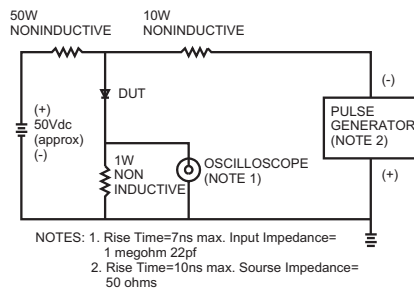 50W
NONINDUCTIVE
10W
NONINDUCTIVE
DUT
(+)
50Vdc
(approx)
(-)
1W
NON
INDUCTIVE
OSCILLOSCOPE
(NOTE 1)
(-)
PULSE
GENERATOR
(NOTE 2)
(+)
NOTES: 1. Rise Time=7ns max. Input Impedance=
1 megohm 22pf
2. Rise Time=10ns max. Sourse Impedance=
50 ohms